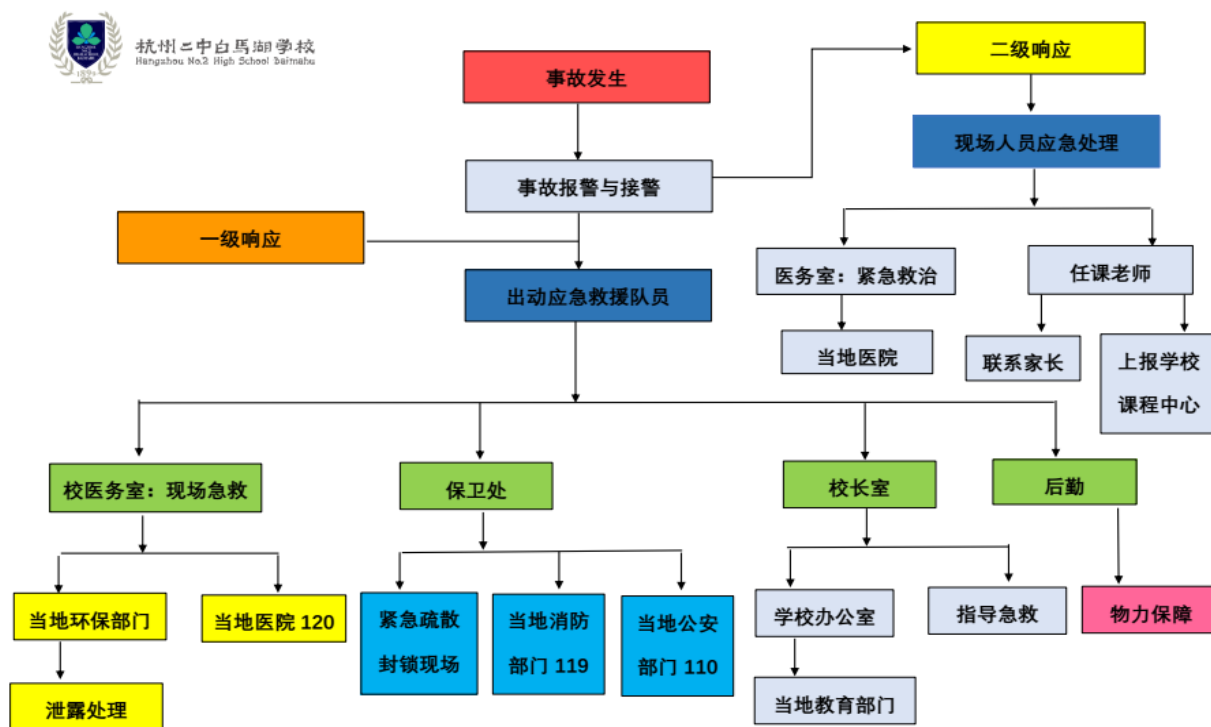 杭州二中白马湖学校
Hangzhou No.2 High School Baimahu
1899
二级响应
事故发生
现场人员应急处理
事故报警与接警
一级响应
医务室：紧急救治
任课老师
出动应急救援队员
当地医院
联系家长
上报学校
课程中心
校医务室：现场急救
保卫处
校长室
后勤
当地环保部门
当地医院 120
紧急疏散
封锁现场
当地消防
部门 119
当地公安
部门 110
学校办公室
指导急救
物力保障
泄露处理
当地教育部门